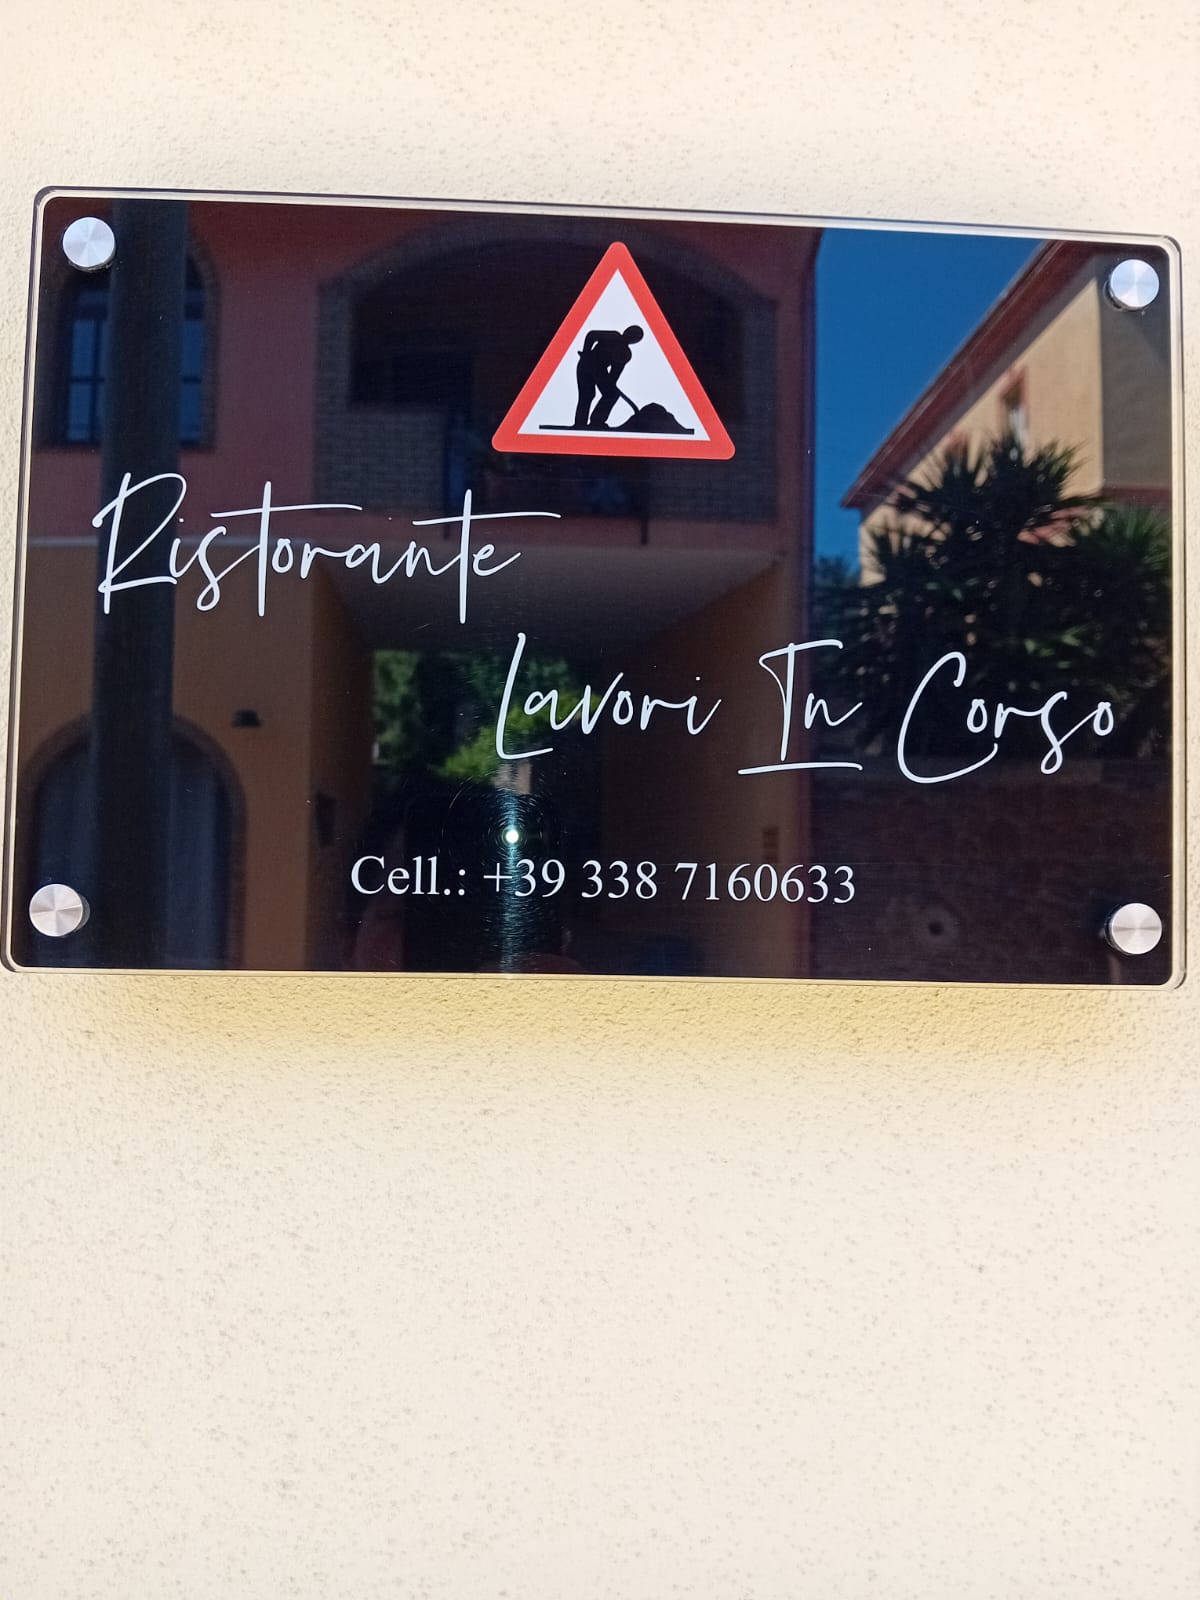 Ristorante
Lavori In Corso
Cell.: +39 338 7160633